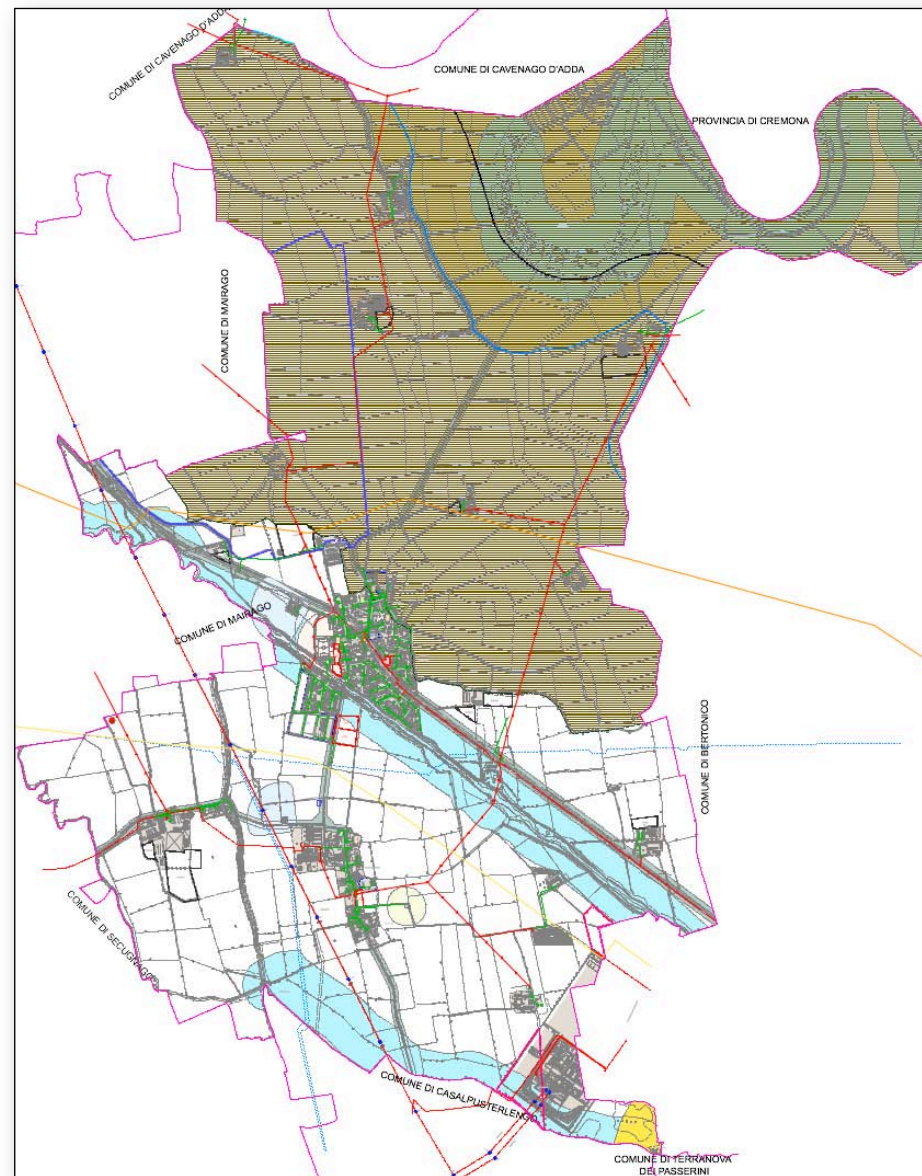 COMUNE DI CAVENAGO D'ADDA
COMUNE DI CAVENAGO D'ADDA
PROVINCIA DI CREMONA
COMUNE DI MAIRAGO
COMUNE DI MAIRAGO
COMUNE DI BERTONICO
COMUNE DI SECUGNAGO
COMUNE DI CASALPUSTERLENGO
COMUNE DI TERRANOVA
DEI PASSERINI